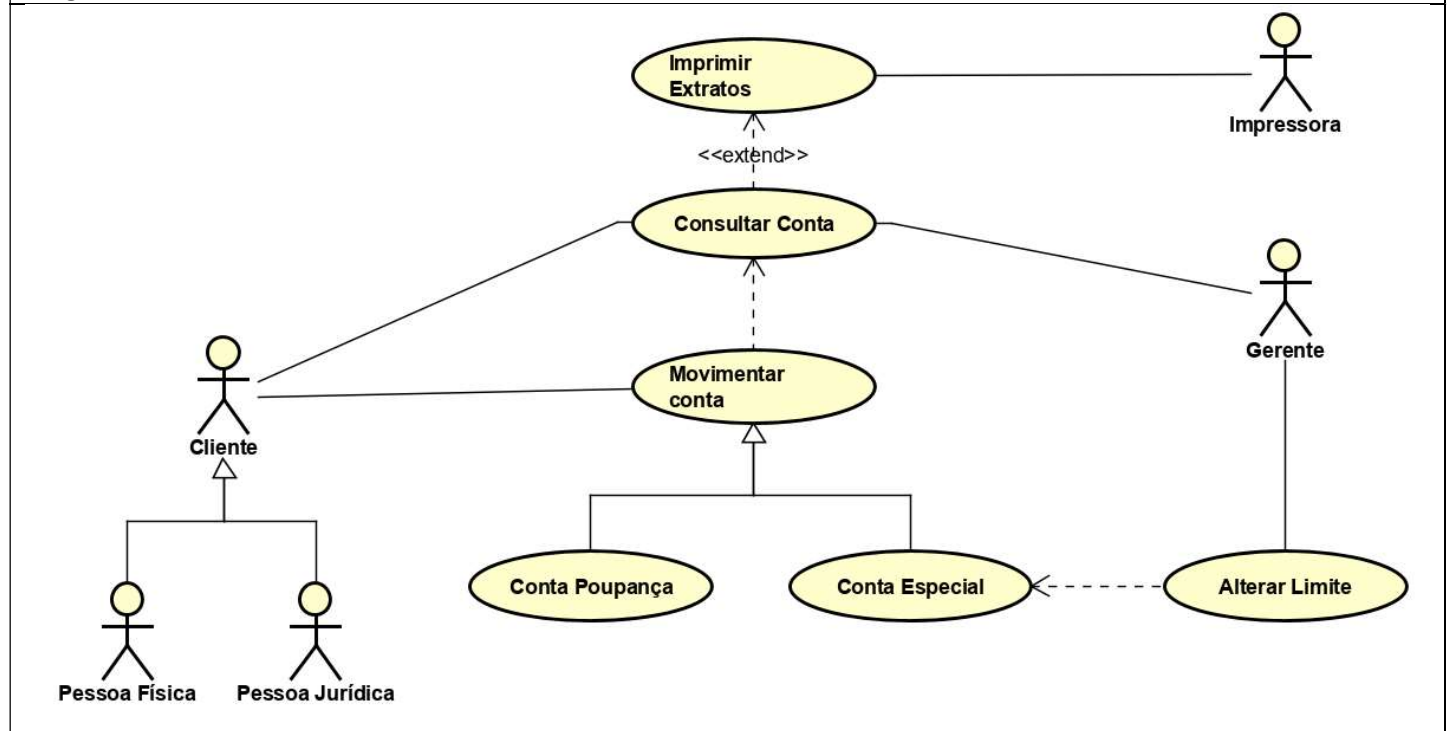 Imprimir
Extratos
Impressora
<<extend>>
Consultar Conta
Gerente
Movimentar
conta
Cliente
Conta Poupança
Conta Especial
Alterar Limite
Pessoa Física
Pessoa Jurídica